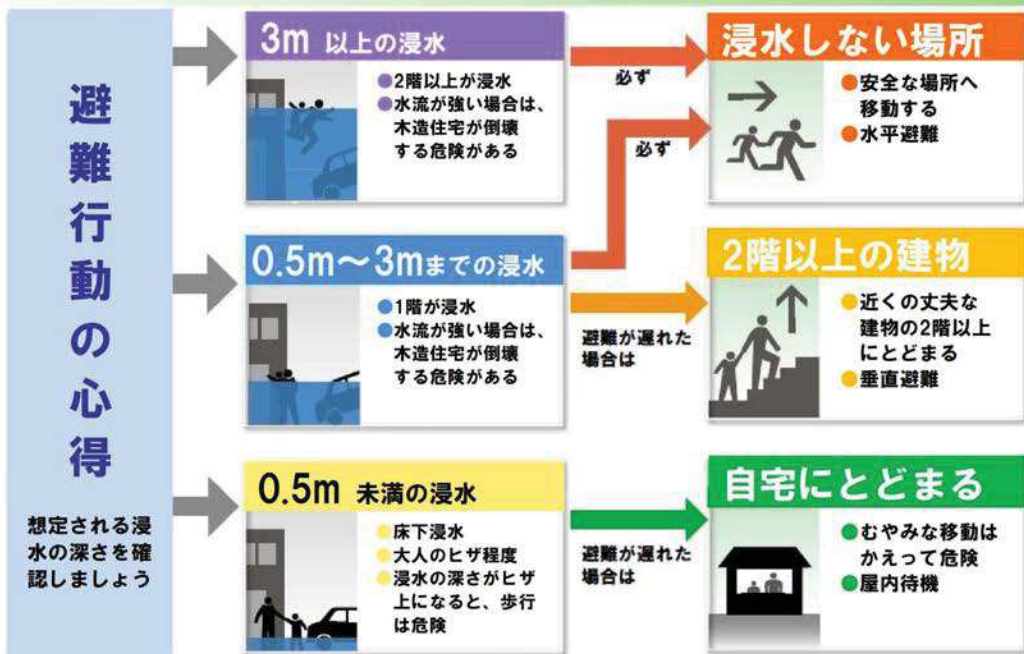 避難行動の心得
想定される浸
水の深さを確
認しましょう
3m 以上の浸水
●2階以上が浸水
●水流が強い場合は、
木造住宅が倒壊
する危険がある
必ず
浸水しない場所
●安全な場所へ
移動する
●水平避難
0.5m～3mまでの浸水
●1階が浸水
●水流が強い場合は、
木造住宅が倒壊
する危険がある
必ず
避難が遅れた
場合は
2階以上の建物
●近くの丈夫な
建物の2階以上
にとどまる
●垂直避難
0.5m 未満の浸水
●床下浸水
●大人のヒザ程度
●浸水の深さがヒザ
上になると、歩行
は危険
避難が遅れた
場合は
自宅にとどまる
●むやみな移動は
かえって危険
●屋内待機